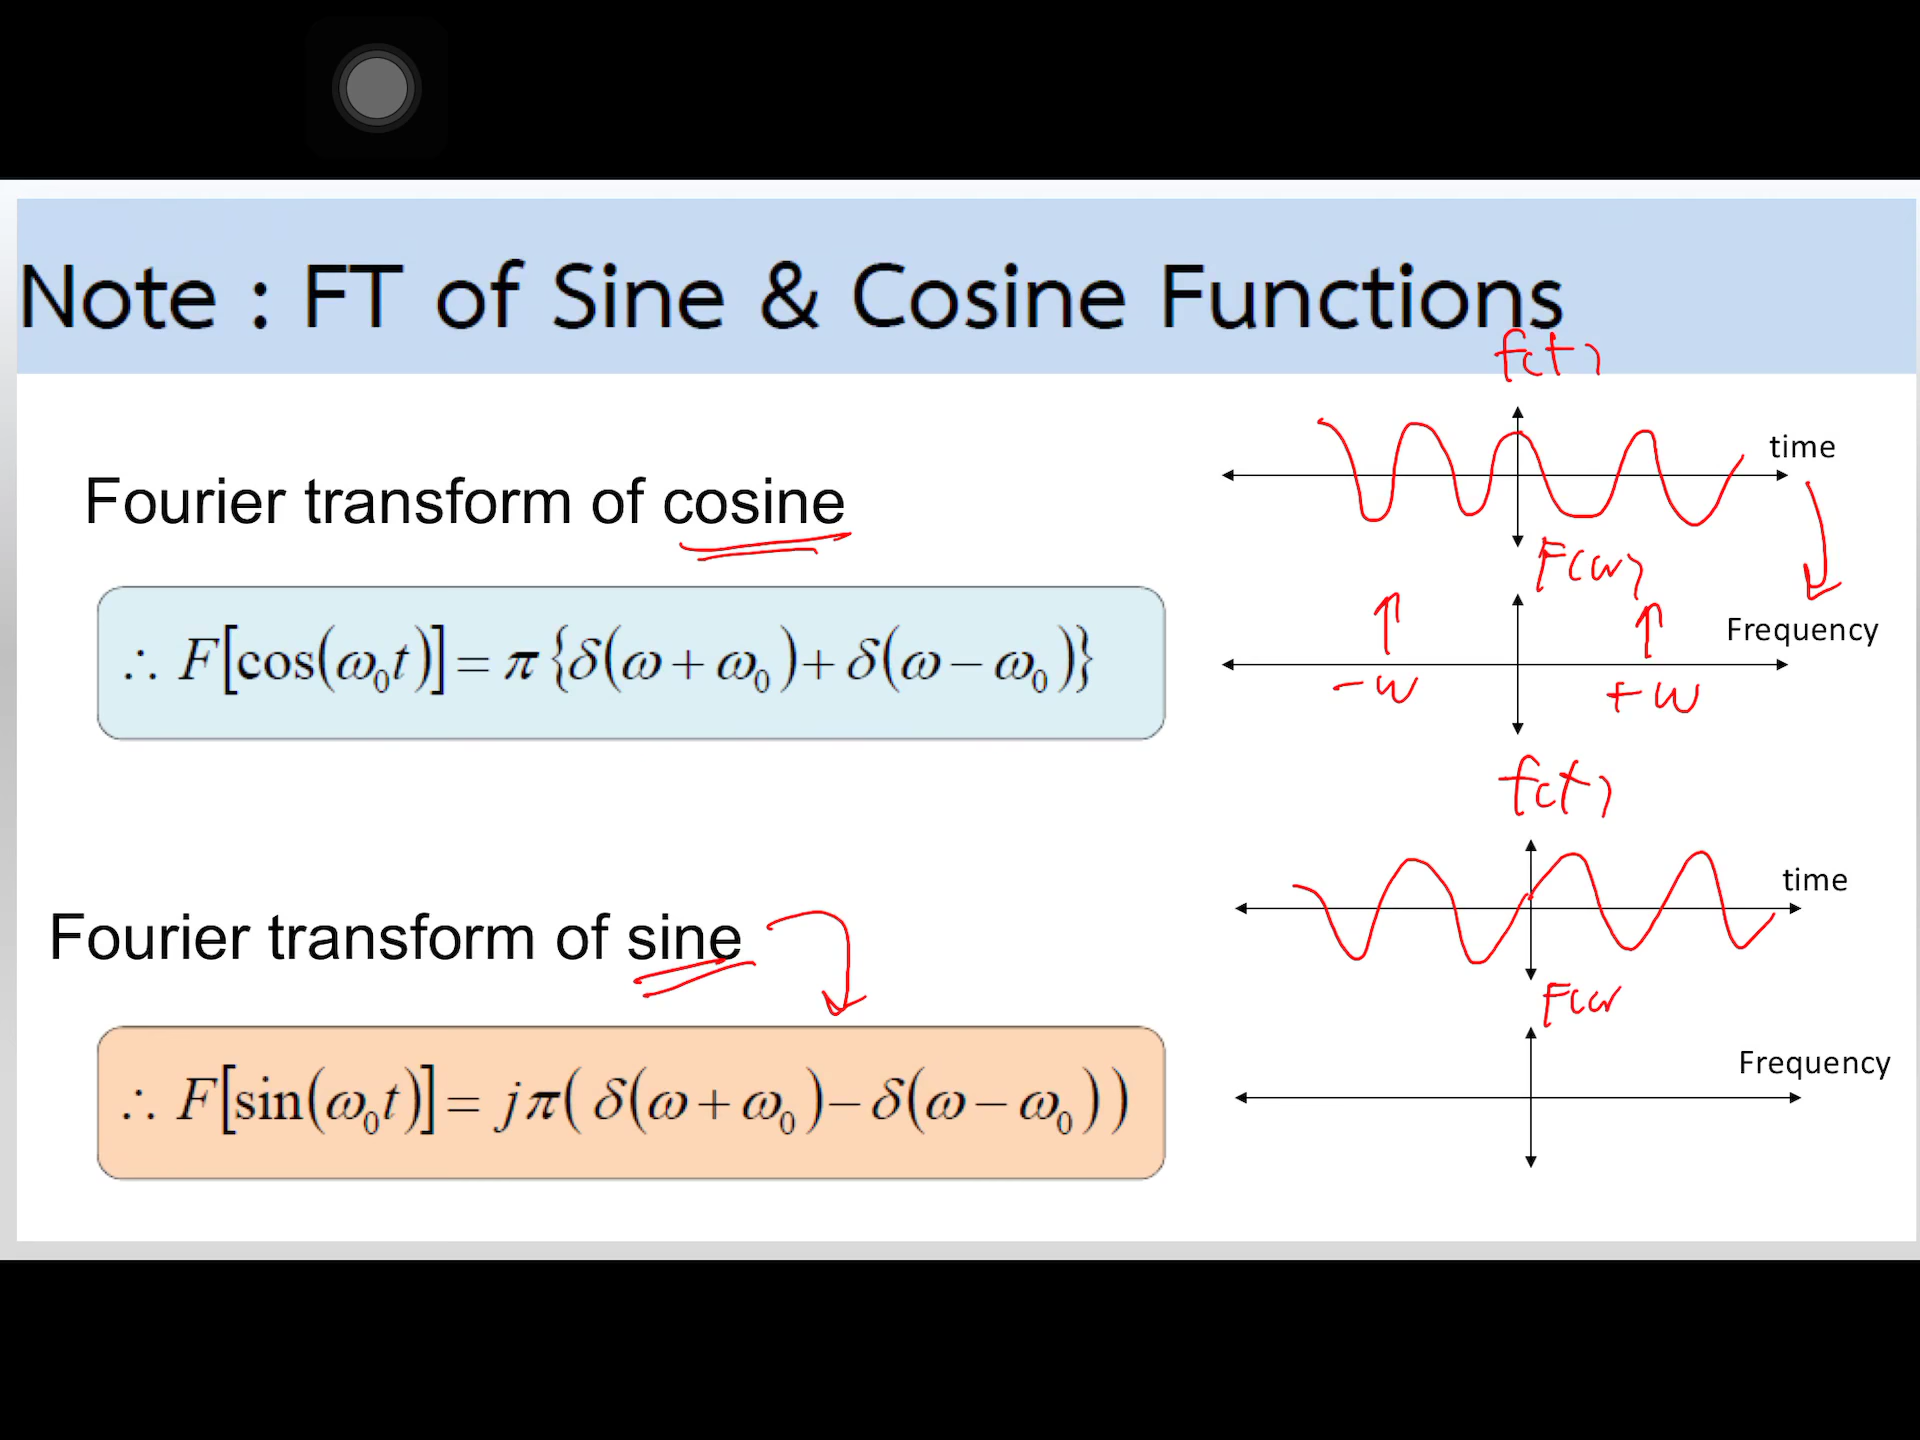 Note : FT of Sine & Cosine Functions
f(t)
time
Fourier transform of cosine
F(ω)
Frequency
∴ F[cos(ω₀t)] = π{δ(ω + ω₀) + δ(ω − ω₀)}
-ω
+ω
f(t)
time
Fourier transform of sine
F(ω
Frequency
∴ F[sin(ω₀t)] = jπ( δ(ω + ω₀) − δ(ω − ω₀))